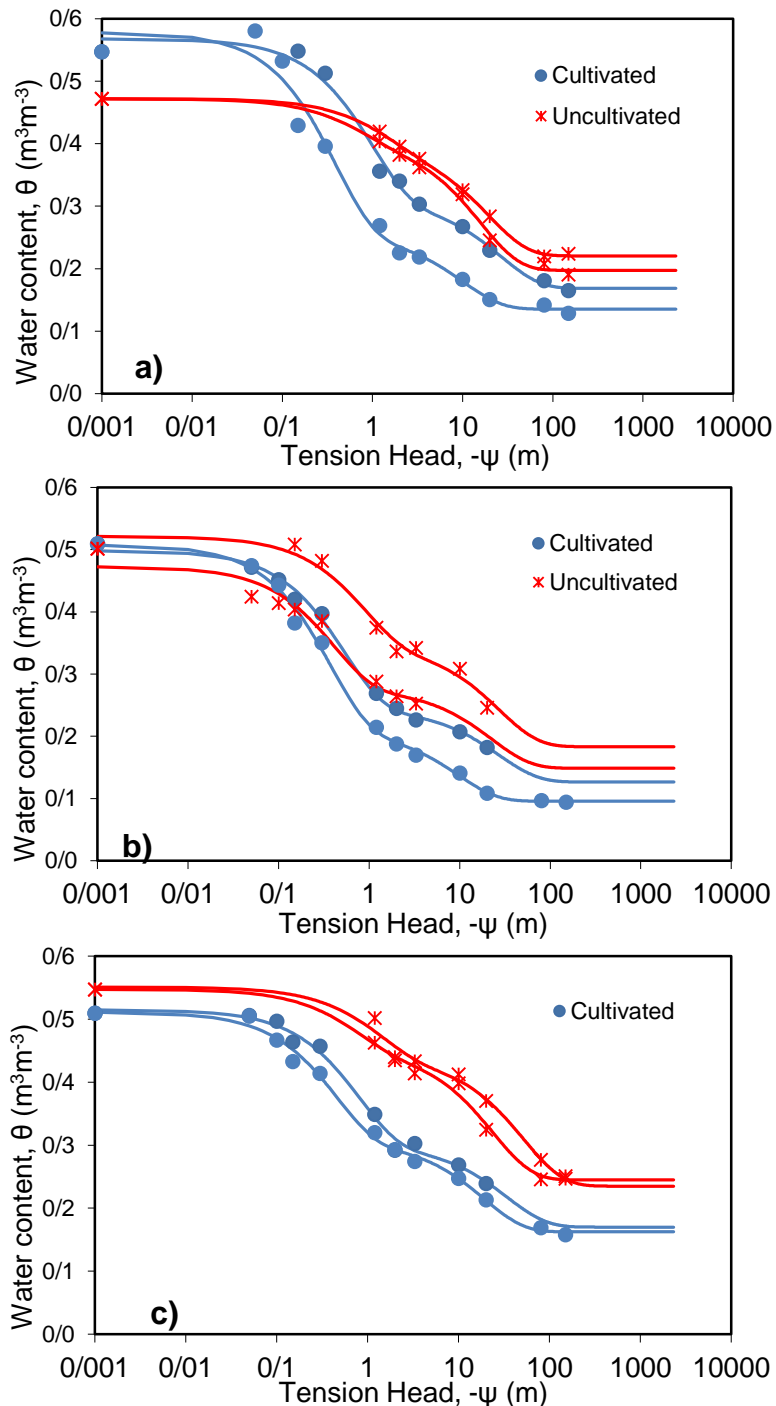 0/6
0/5
0/4
0/3
0/2
0/1
0/0
Water content, θ (m³m⁻³)
Cultivated
Uncultivated
a)
0/001 0/01 0/1 1 10 100 1000 10000
Tension Head, -ψ (m)
0/6
0/5
0/4
0/3
0/2
0/1
0/0
Water content, θ (m³m⁻³)
Cultivated
Uncultivated
b)
0/001 0/01 0/1 1 10 100 1000 10000
Tension Head, -ψ (m)
0/6
0/5
0/4
0/3
0/2
0/1
0/0
Water content, θ (m³m⁻³)
Cultivated
c)
0/001 0/01 0/1 1 10 100 1000 10000
Tension Head, -ψ (m)